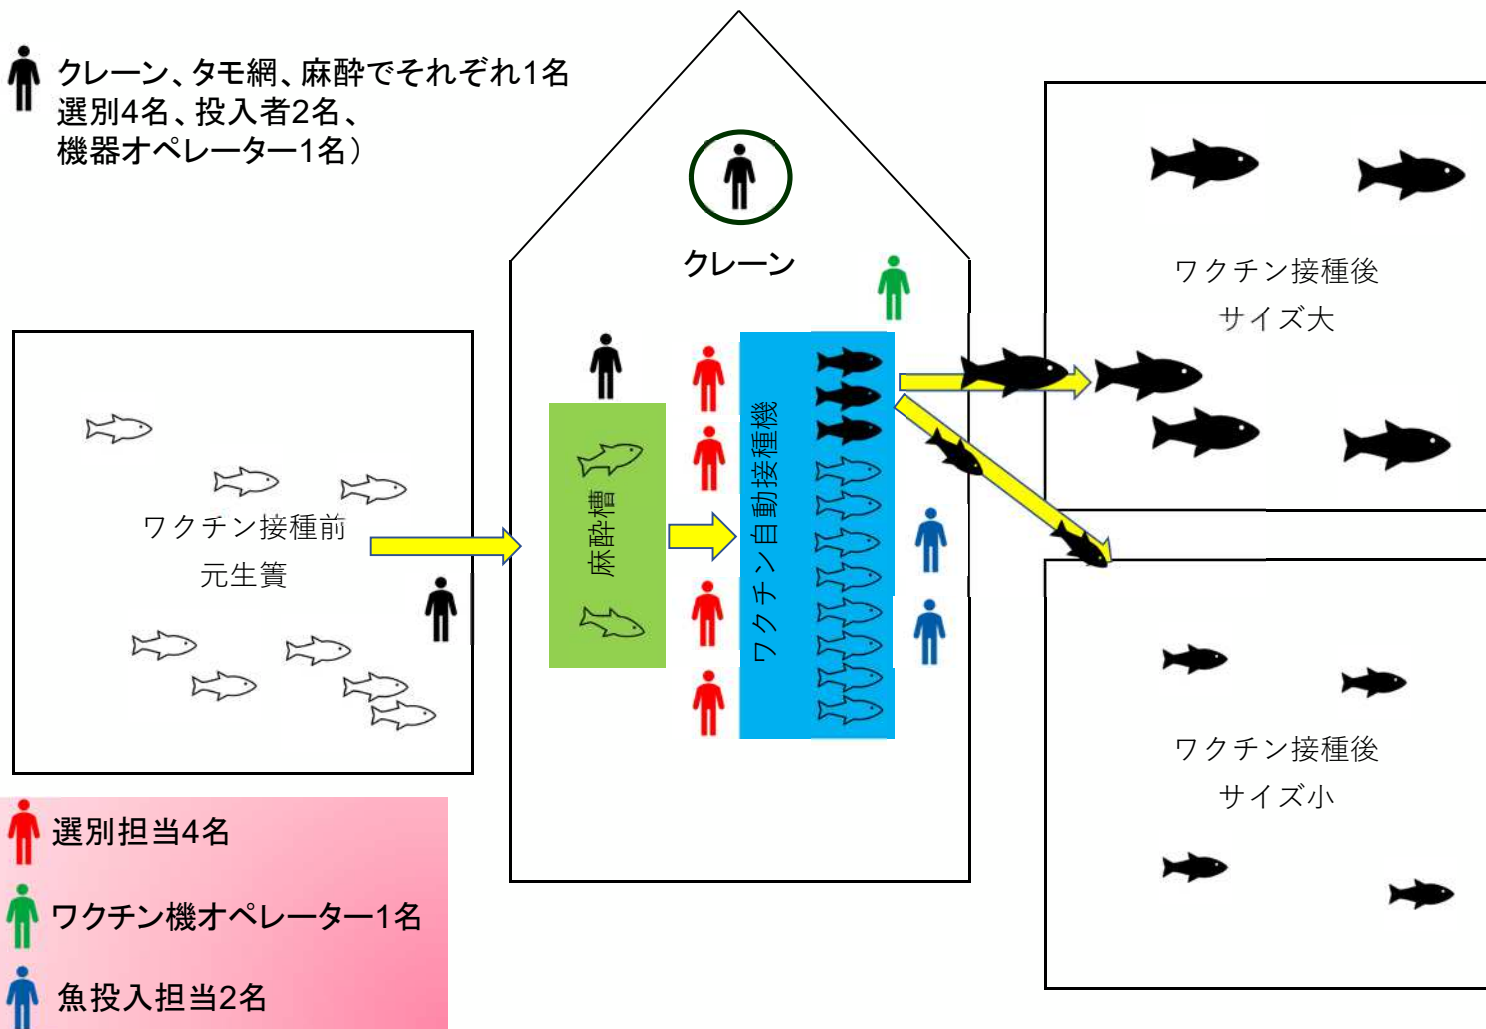 クレーン、タモ網、麻酔でそれぞれ1名
選別4名、投入者2名、
機器オペレーター1名）
クレーン
ワクチン接種前
元生簀
麻酔槽
ワクチン自動接種機
ワクチン接種後
サイズ大
ワクチン接種後
サイズ小
選別担当4名
ワクチン機オペレーター1名
魚投入担当2名